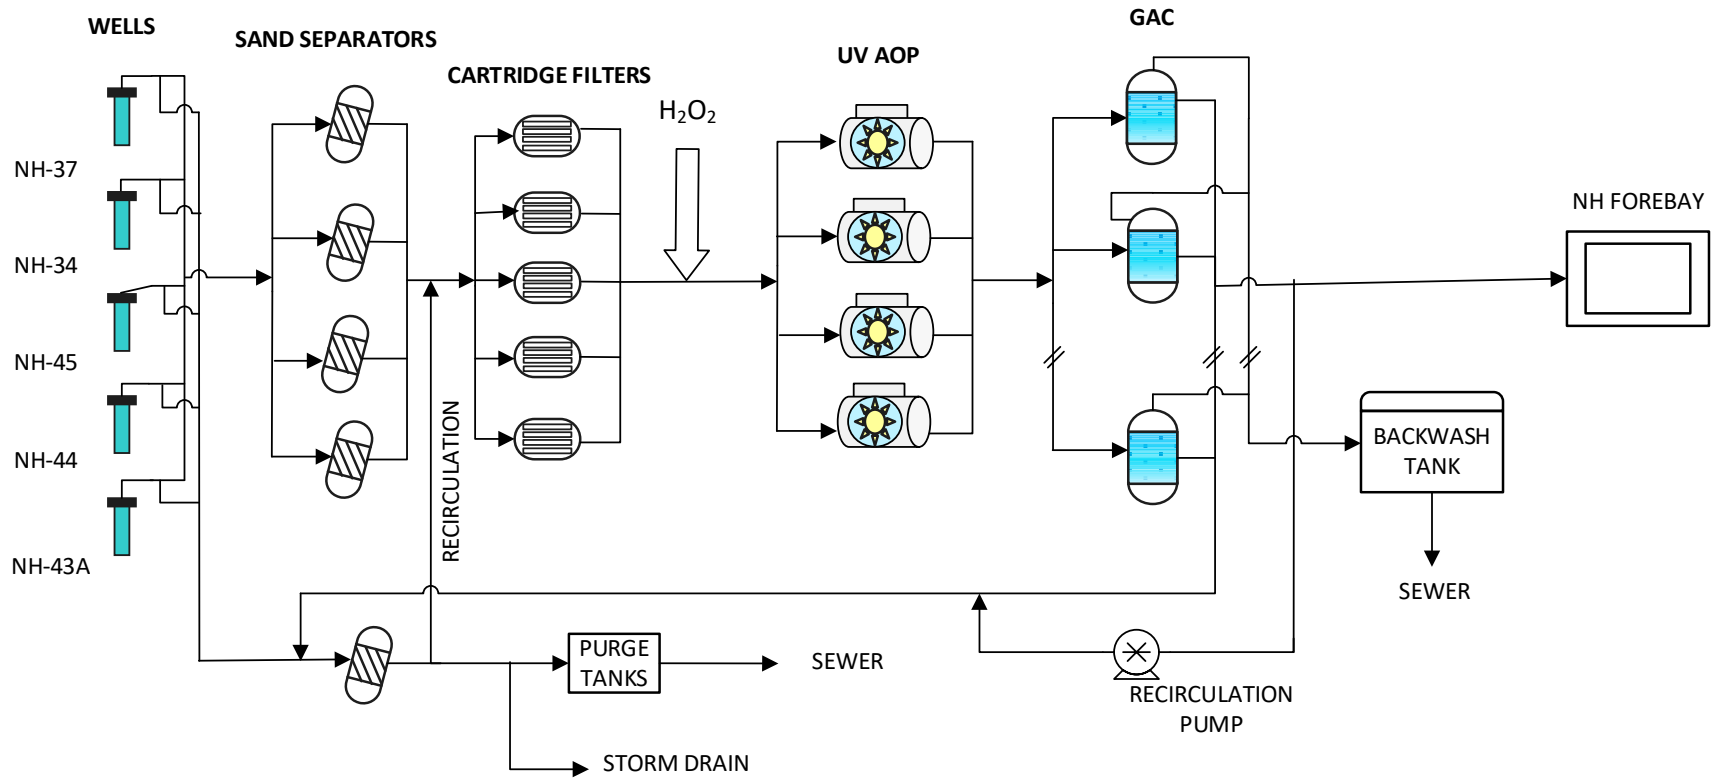 WELLS
SAND SEPARATORS
CARTRIDGE FILTERS
H₂O₂
UV AOP
GAC
NH-37
NH-34
NH-45
NH-44
NH-43A
NH FOREBAY
BACKWASH
TANK
SEWER
RECIRCULATION
PURGE
TANKS
SEWER
RECIRCULATION
PUMP
STORM DRAIN